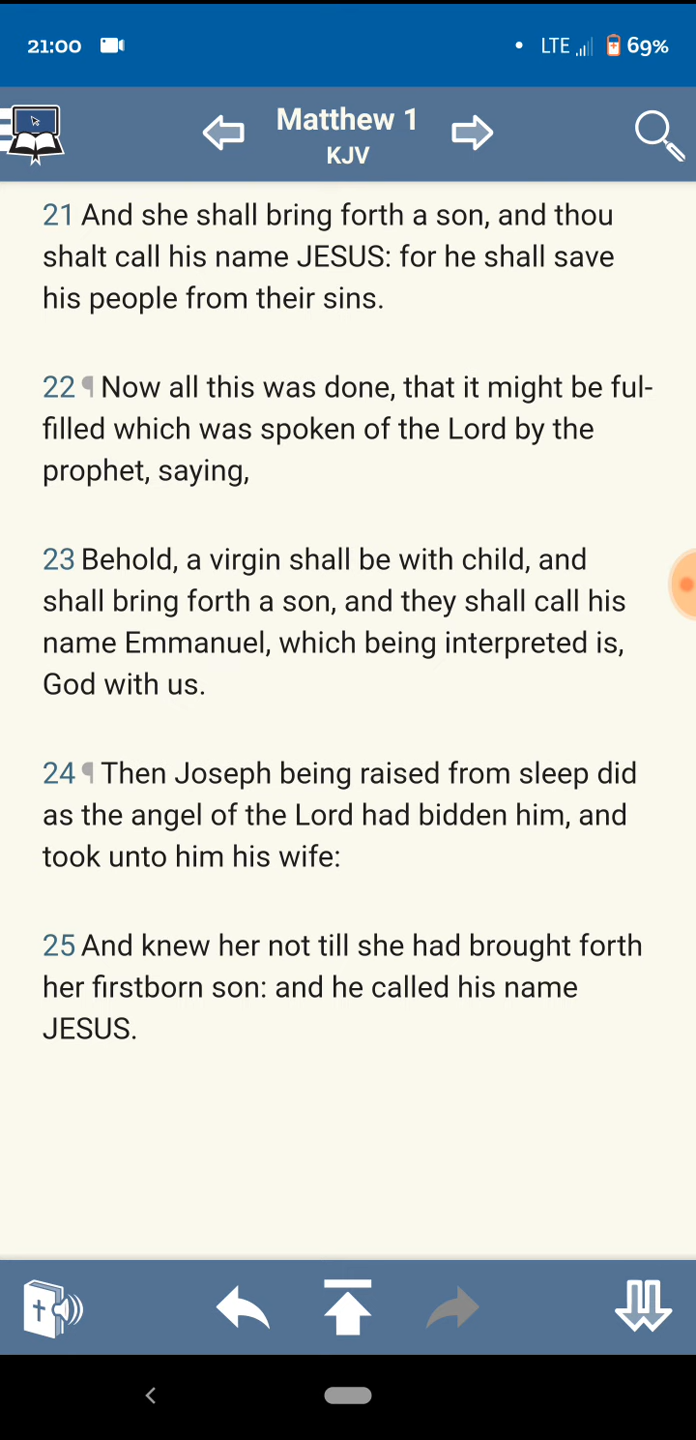 21:00
LTE
69%
Matthew 1
KJV
21 And she shall bring forth a son, and thou
shalt call his name JESUS: for he shall save
his people from their sins.
22 ¶ Now all this was done, that it might be ful-
filled which was spoken of the Lord by the
prophet, saying,
23 Behold, a virgin shall be with child, and
shall bring forth a son, and they shall call his
name Emmanuel, which being interpreted is,
God with us.
24 ¶ Then Joseph being raised from sleep did
as the angel of the Lord had bidden him, and
took unto him his wife:
25 And knew her not till she had brought forth
her firstborn son: and he called his name
JESUS.